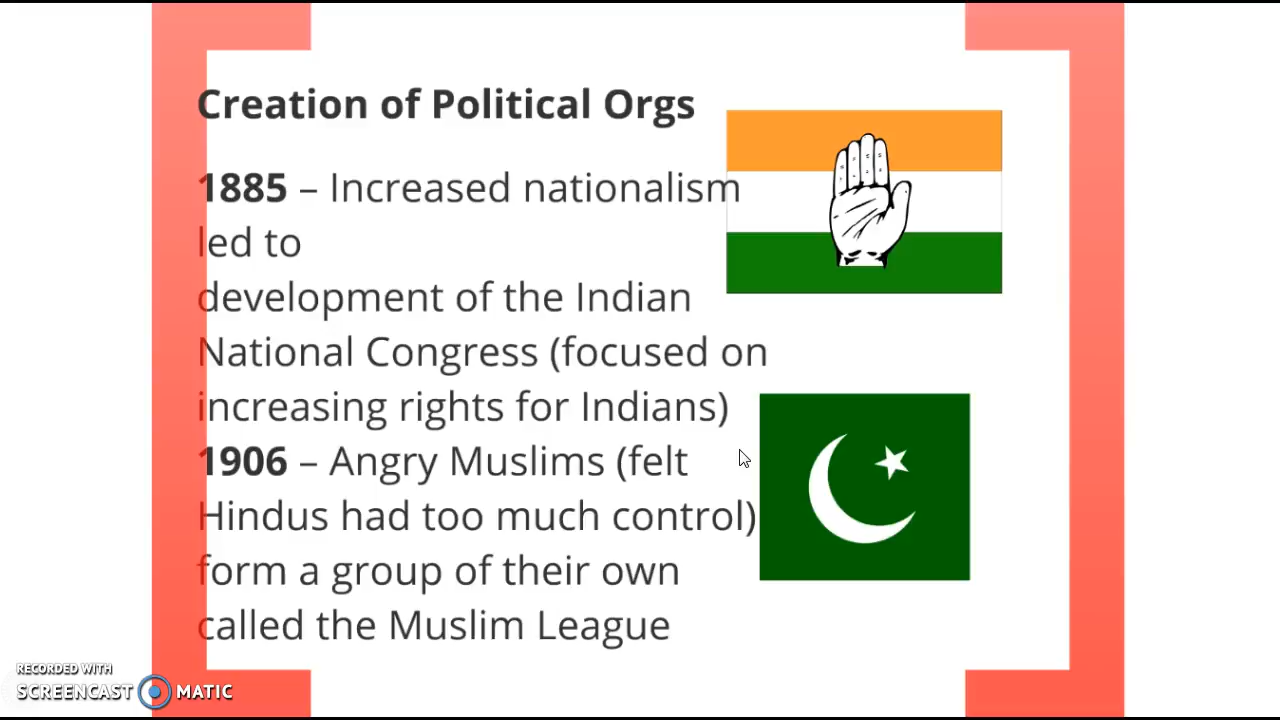 Creation of Political Orgs
1885 – Increased nationalism
led to
development of the Indian
National Congress (focused on
increasing rights for Indians)
1906 – Angry Muslims (felt
Hindus had too much control)
form a group of their own
called the Muslim League
RECORDED WITH
SCREENCAST MATIC